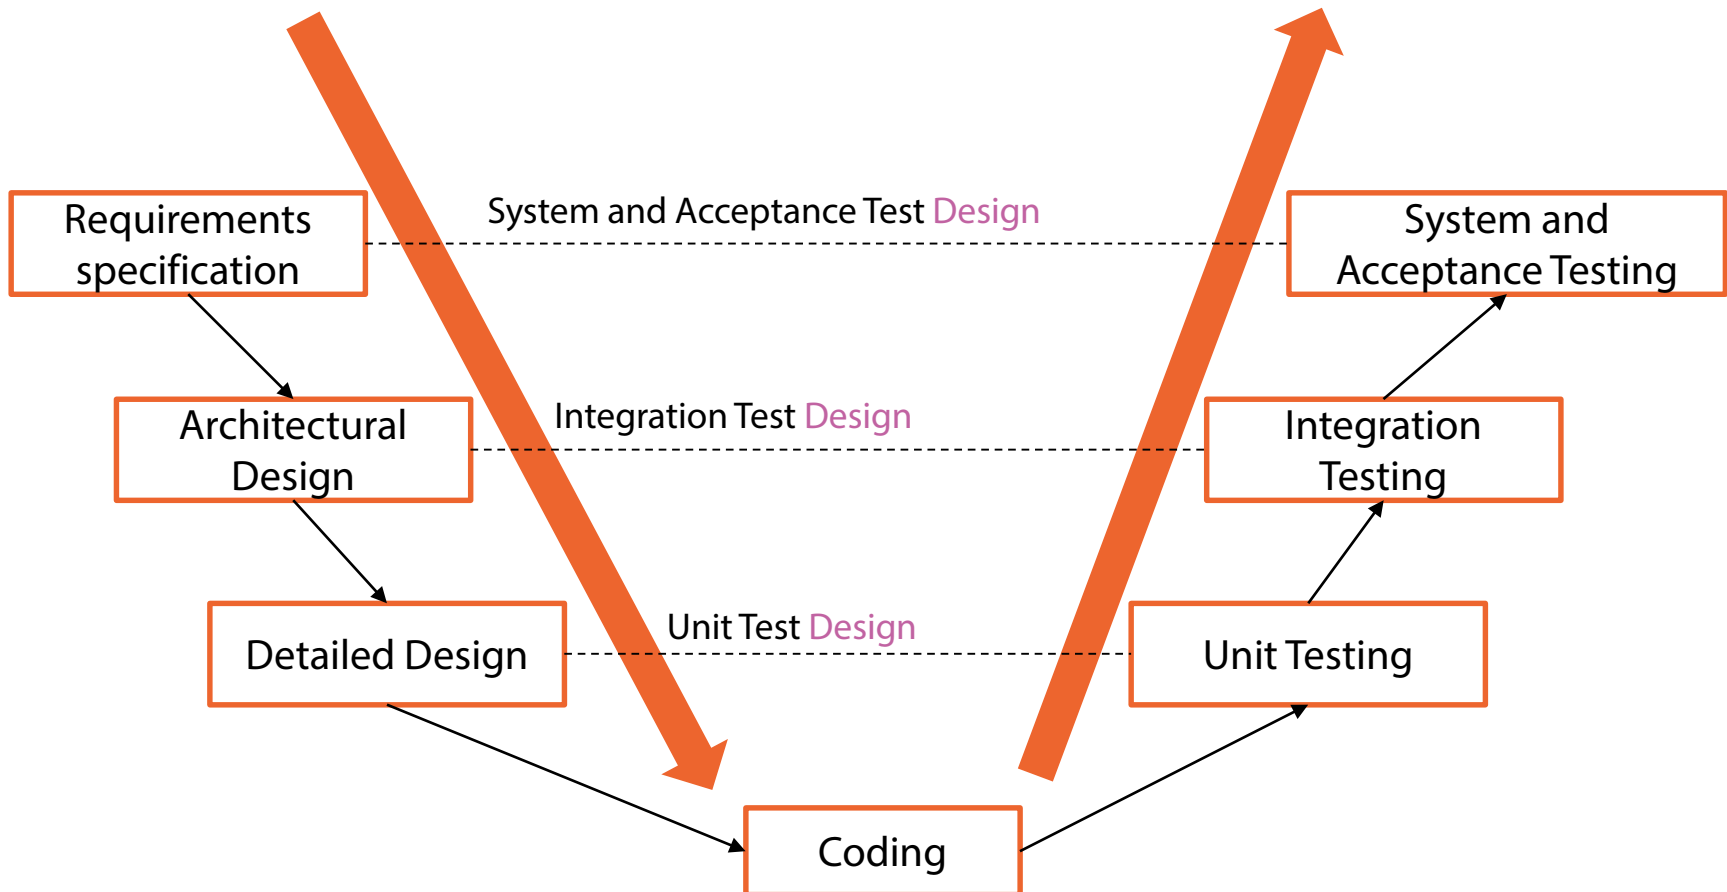 Requirements
specification
System and Acceptance Test Design
System and
Acceptance Testing
Architectural
Design
Integration Test Design
Integration
Testing
Detailed Design
Unit Test Design
Unit Testing
Coding